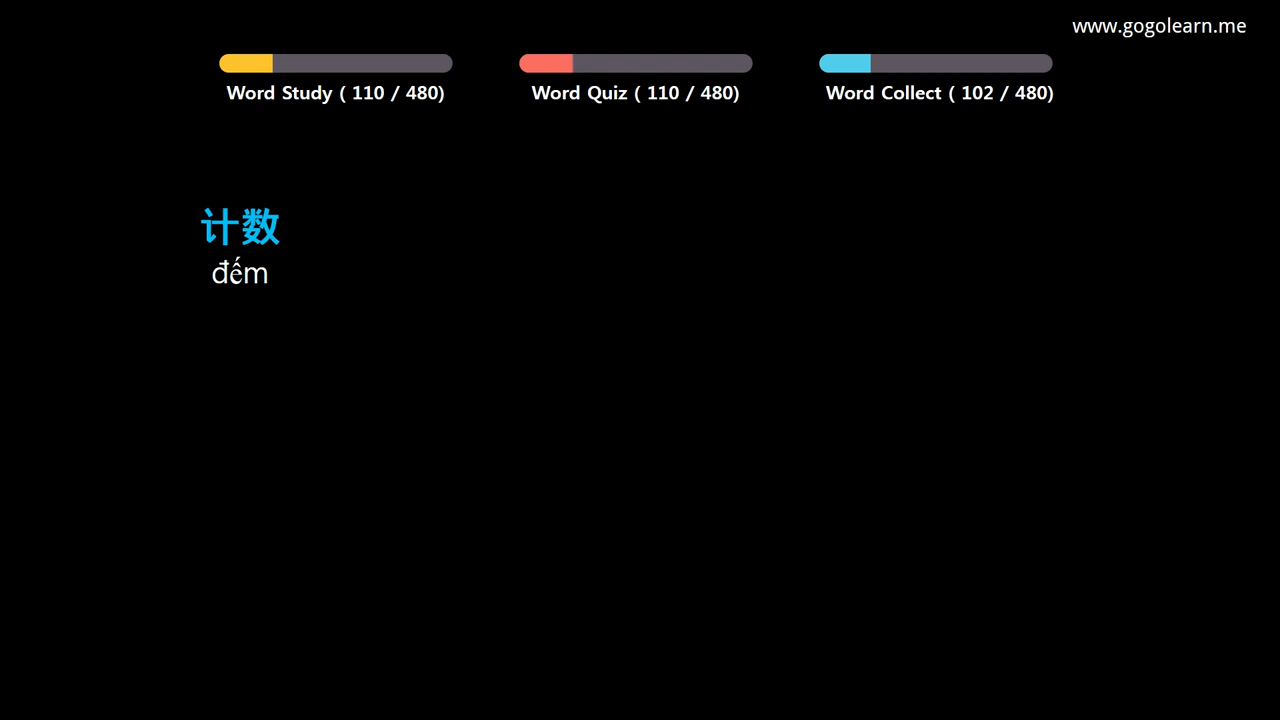 www.gogolearn.me
Word Study ( 110 / 480)
Word Quiz ( 110 / 480)
Word Collect ( 102 / 480)
计数
đếm